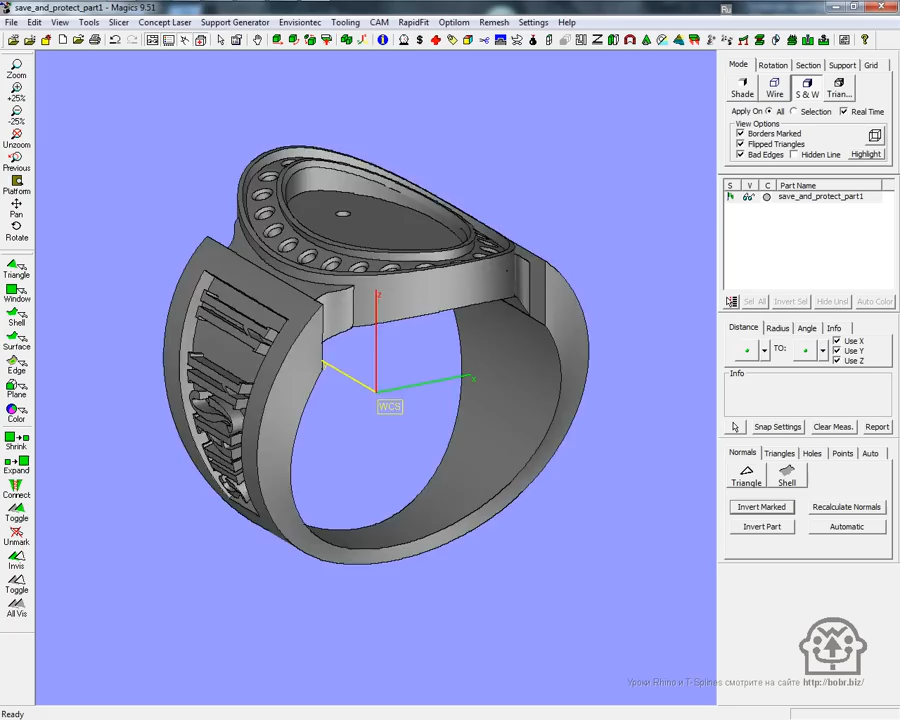 save_and_protect_part1 - Magics 9.51
Ru
File Edit View Tools Slicer Concept Laser Support Generator Envisiontec Tooling CAM RapidFit Optilom Remesh Settings Help
Zoom
+25%
-25%
Unzoom
Previous
Platform
Pan
Rotate
Triangle
Window
Shell
Surface
Edge
Plane
Color
Shrink
Expand
Connect
Toggle
Unmark
Invis
Toggle
All Vis
z
WCS
Mode Rotation Section Support Grid
Shade Wire S & W Trian...
Apply On All Selection Real Time
View Options
Borders Marked
Flipped Triangles
Bad Edges Hidden Line Highlight
S V C Part Name
save_and_protect_part1
Sel All Invert Sel Hide Unsl Auto Color
Distance Radius Angle Info
TO:
Use X
Use Y
Use Z
Info
Snap Settings Clear Meas. Report
Normals Triangles Holes Points Auto
Triangle Shell
Invert Marked Recalculate Normals
Invert Part Automatic
Уроки Rhino и T-Splines смотрите на сайте http://bobr.biz/
Ready